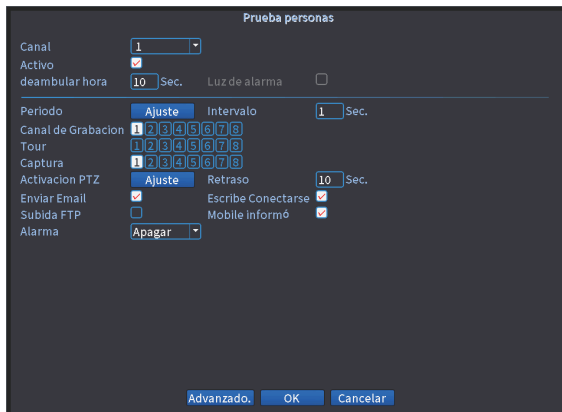 Prueba personas
Canal 1
Activo
deambular hora 10 Sec. Luz de alarma
Periodo Ajuste Intervalo 1 Sec.
Canal de Grabacion 1 2 3 4 5 6 7 8
Tour 1 2 3 4 5 6 7 8
Captura 1 2 3 4 5 6 7 8
Activacion PTZ Ajuste Retraso 10 Sec.
Enviar Email Escribe Conectarse
Subida FTP Mobile informó
Alarma Apagar
Advanzado. OK Cancelar